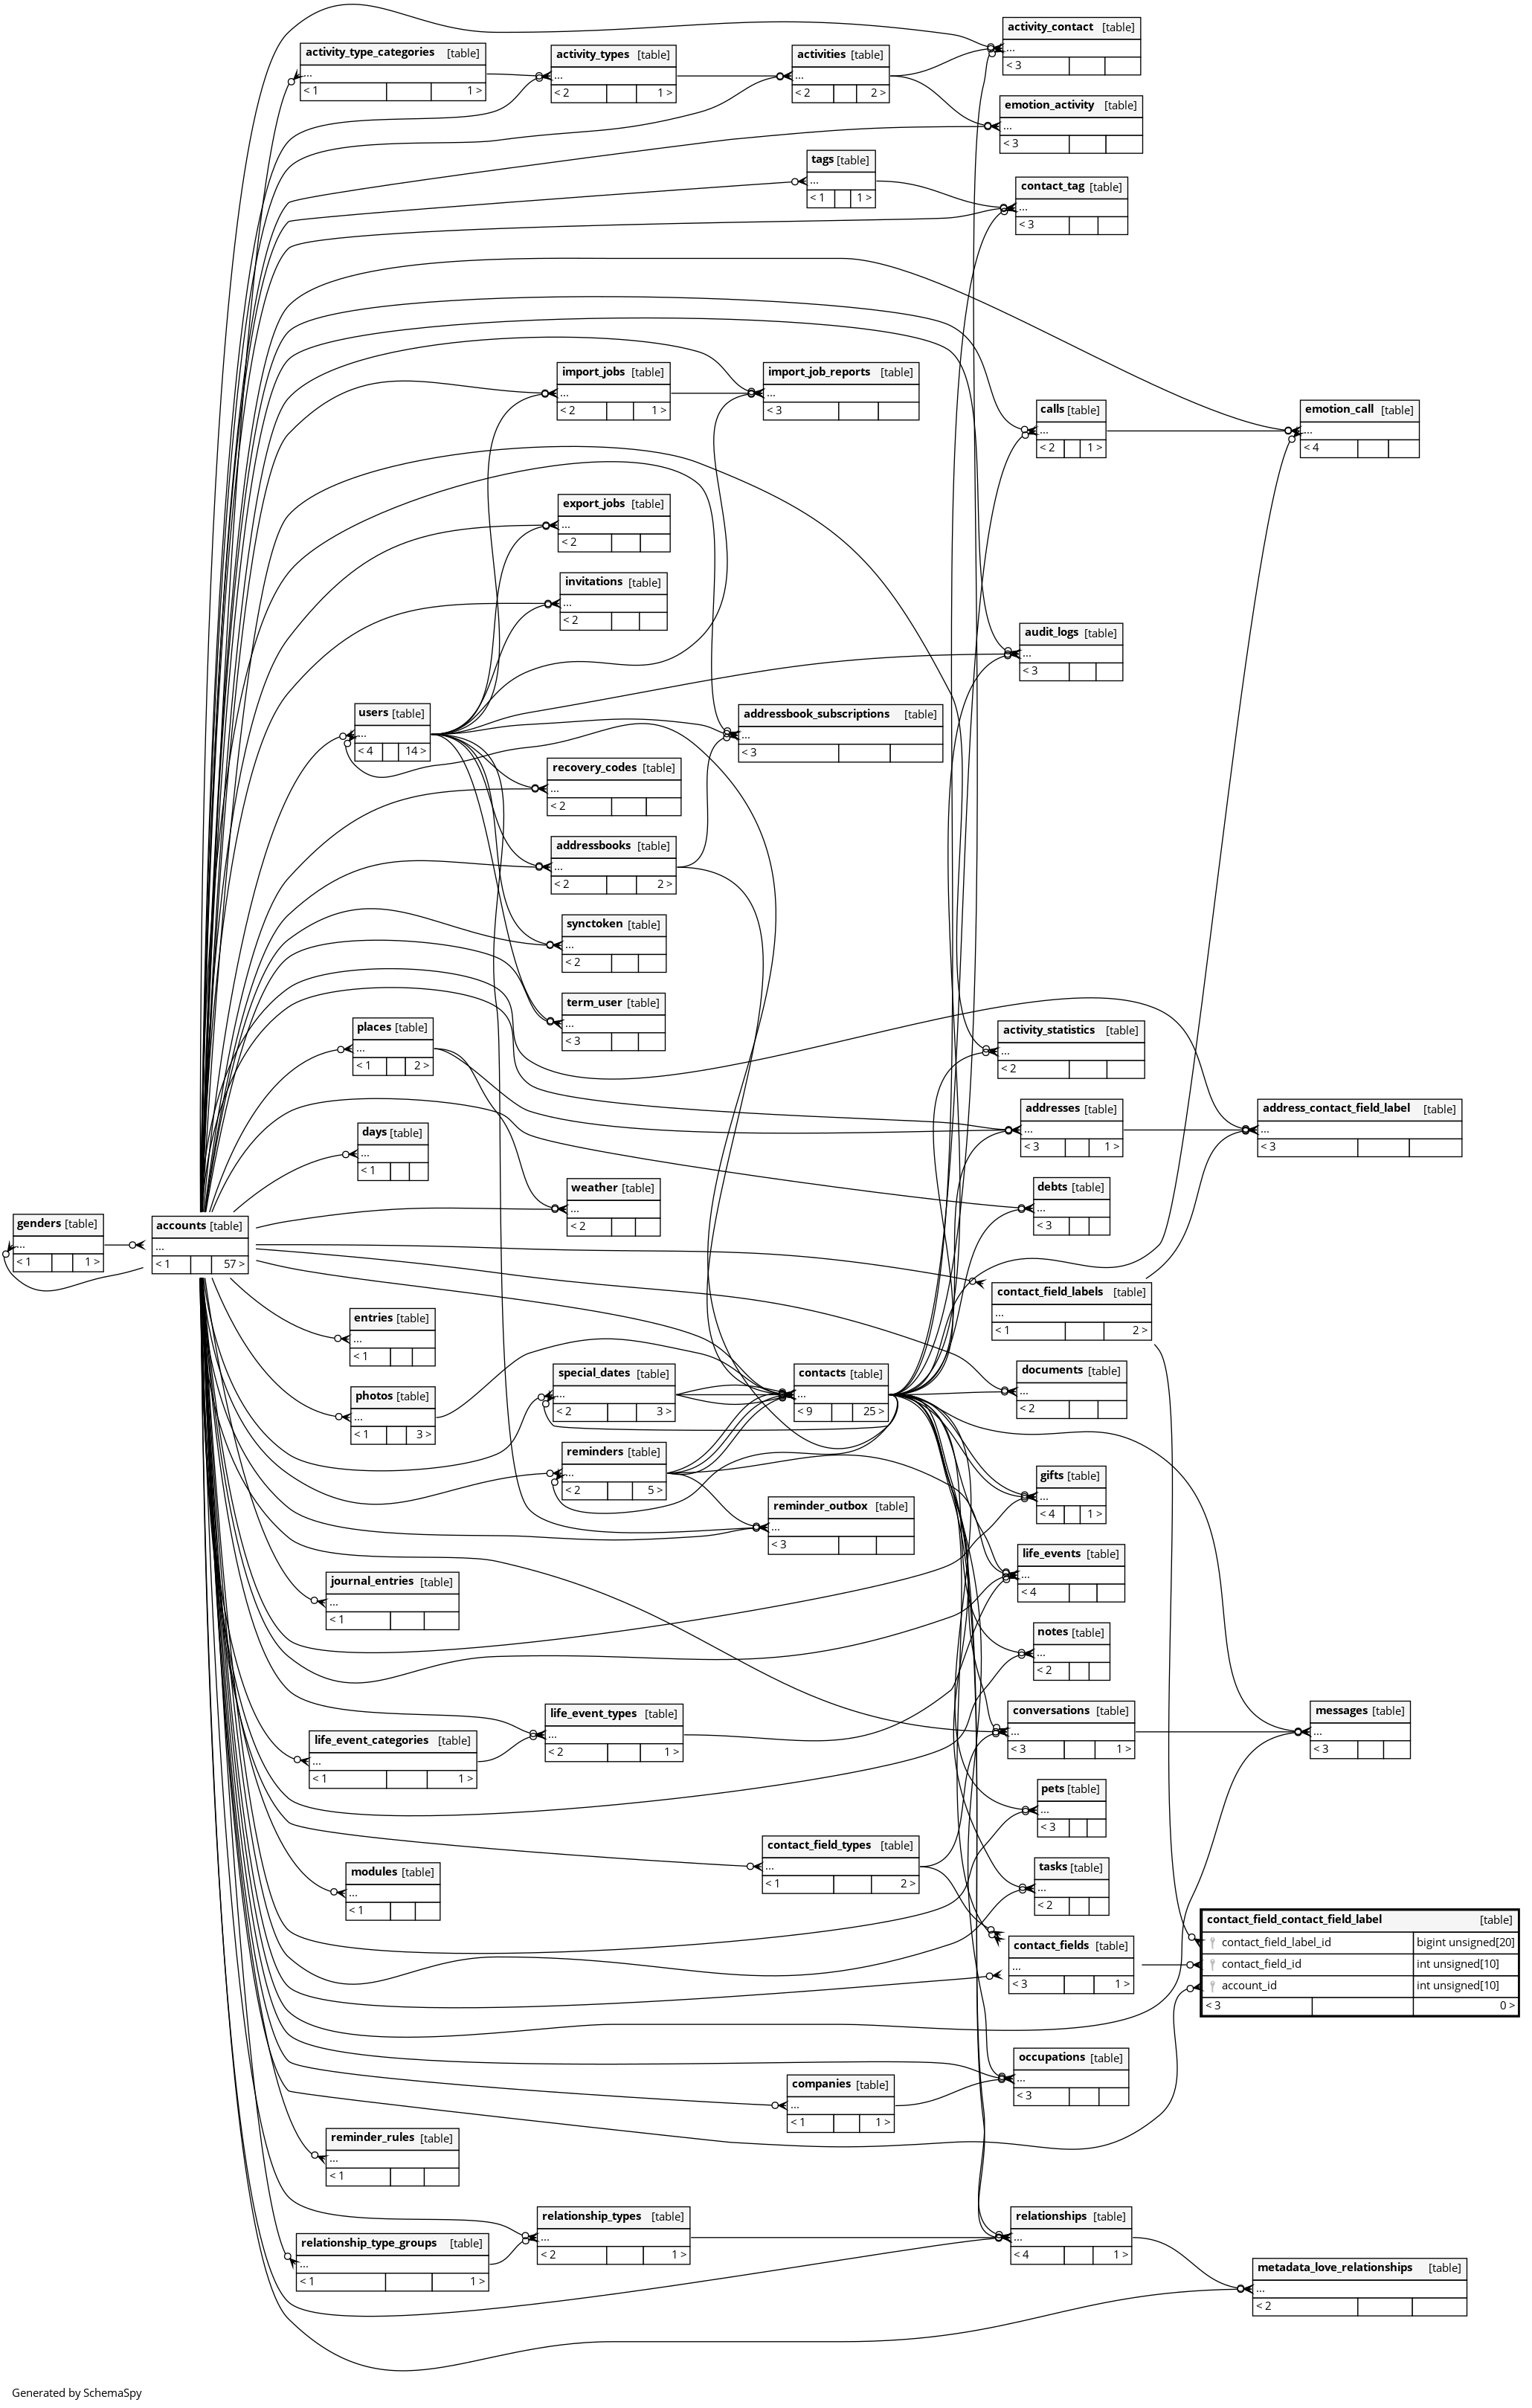 activity_contact [table]
...
< 3
activity_type_categories [table]
...
< 1 1 >
activity_types [table]
...
< 2 1 >
activities [table]
...
< 2 2 >
emotion_activity [table]
...
< 3
tags [table]
...
< 1 1 >
contact_tag [table]
...
< 3
import_jobs [table]
...
< 2 1 >
import_job_reports [table]
...
< 3
calls [table]
...
< 2 1 >
emotion_call [table]
...
< 4
export_jobs [table]
...
< 2
invitations [table]
...
< 2
audit_logs [table]
...
< 3
users [table]
...
< 4 14 >
addressbook_subscriptions [table]
...
< 3
recovery_codes [table]
...
< 2
addressbooks [table]
...
< 2 2 >
synctoken [table]
...
< 2
term_user [table]
...
< 3
places [table]
...
< 1 2 >
activity_statistics [table]
...
< 2
addresses [table]
...
< 3 1 >
address_contact_field_label [table]
...
< 3
days [table]
...
< 1
weather [table]
...
< 2
debts [table]
...
< 3
genders [table]
...
< 1 1 >
accounts [table]
...
< 1 57 >
contact_field_labels [table]
...
< 1 2 >
entries [table]
...
< 1
special_dates [table]
...
< 2 3 >
contacts [table]
...
< 9 25 >
documents [table]
...
< 2
photos [table]
...
< 1 3 >
reminders [table]
...
< 2 5 >
gifts [table]
...
< 4 1 >
reminder_outbox [table]
...
< 3
life_events [table]
...
< 4
journal_entries [table]
...
< 1
notes [table]
...
< 2
life_event_types [table]
...
< 2 1 >
life_event_categories [table]
...
< 1 1 >
conversations [table]
...
< 3 1 >
messages [table]
...
< 3
pets [table]
...
< 3
contact_field_types [table]
...
< 1 2 >
modules [table]
...
< 1
tasks [table]
...
< 2
contact_fields [table]
...
< 3 1 >
contact_field_contact_field_label [table]
contact_field_label_id bigint unsigned[20]
contact_field_id int unsigned[10]
account_id int unsigned[10]
< 3 0 >
occupations [table]
...
< 3
companies [table]
...
< 1 1 >
reminder_rules [table]
...
< 1
relationship_types [table]
...
< 2 1 >
relationship_type_groups [table]
...
< 1 1 >
relationships [table]
...
< 4 1 >
metadata_love_relationships [table]
...
< 2
Generated by SchemaSpy